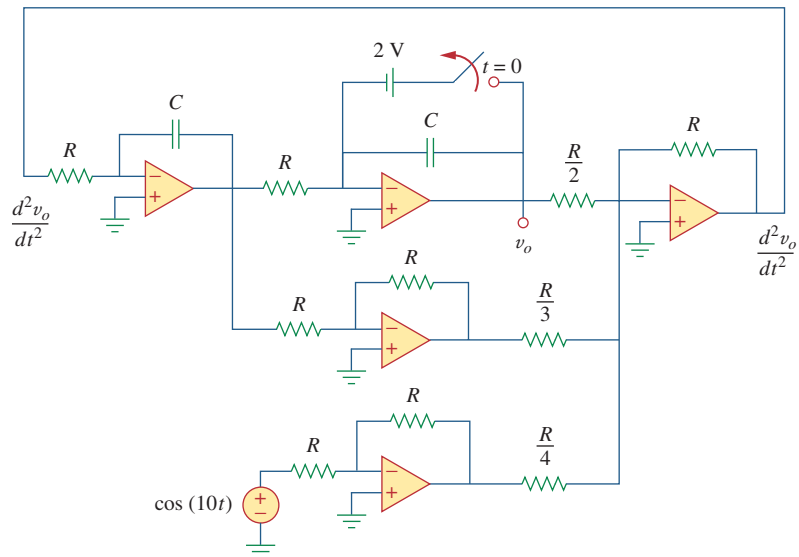 2 V
t = 0
C
C
R
R
R
R/2
d²vₒ/dt²
vₒ
d²vₒ/dt²
R
R
R/3
R
R
R/4
cos (10t)
− +
− +
− +
− +
− +
+ −